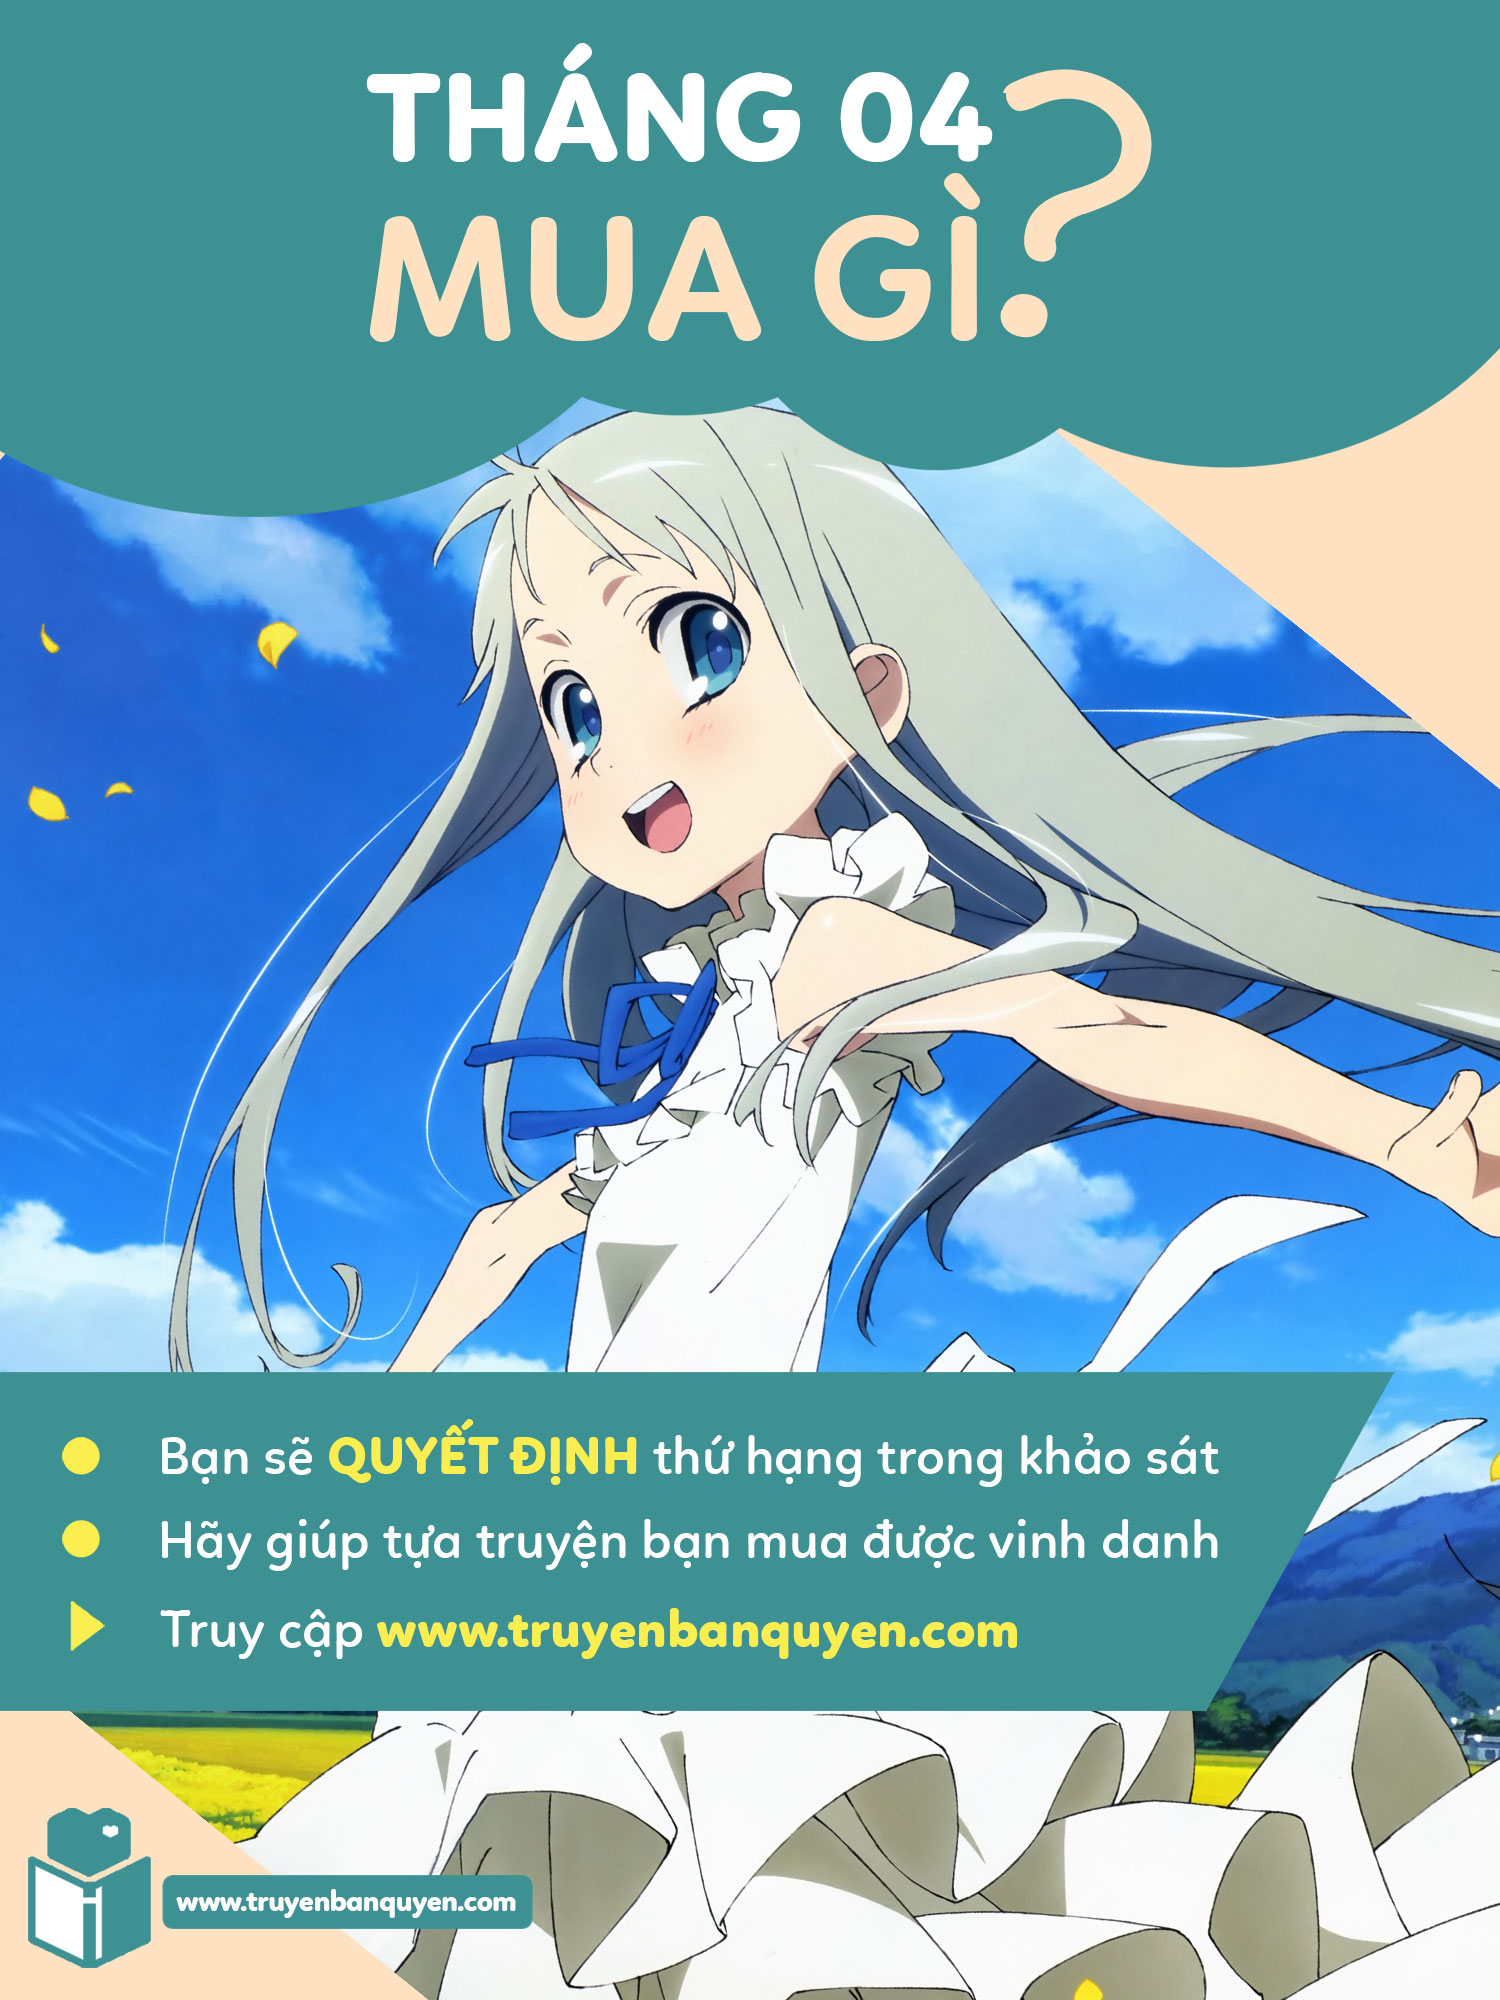 THÁNG 04
MUA GÌ?
Bạn sẽ QUYẾT ĐỊNH thứ hạng trong khảo sát
Hãy giúp tựa truyện bạn mua được vinh danh
Truy cập www.truyenbanquyen.com
www.truyenbanquyen.com